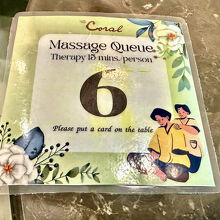 Coral
Massage Queue
Therapy 15 mins./person
6
Please put a card on the table